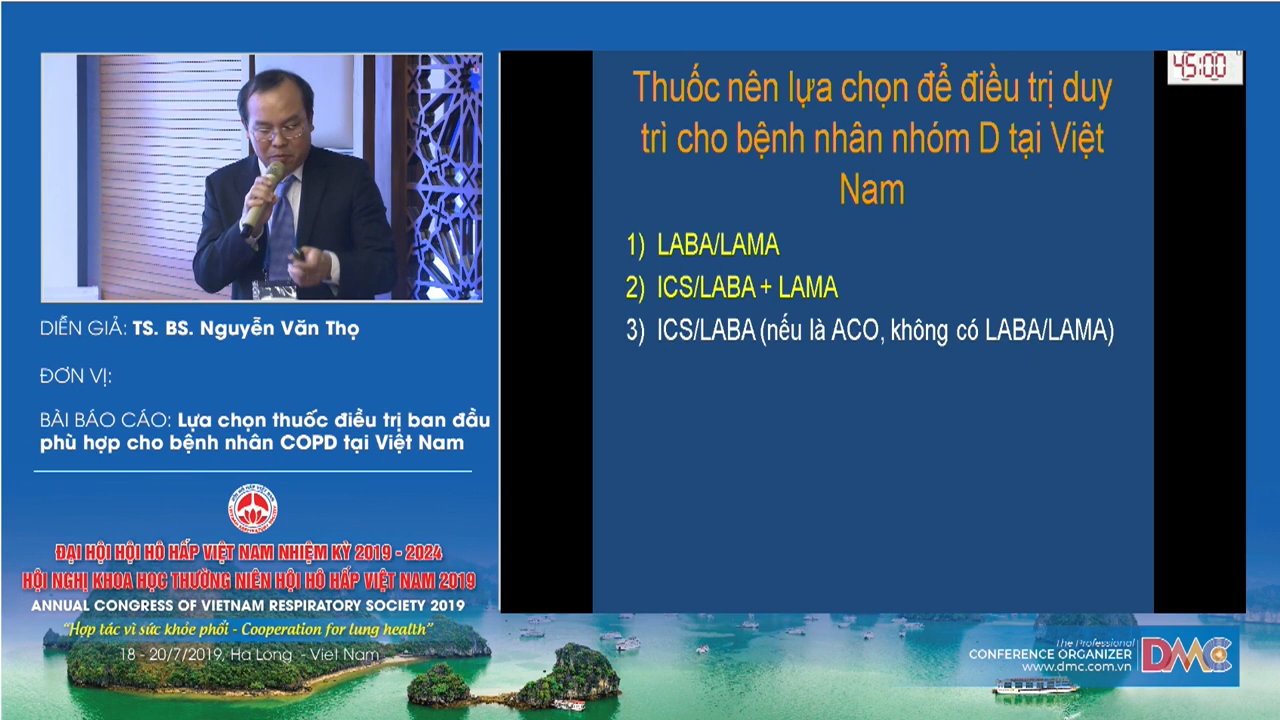 45:00
Thuốc nên lựa chọn để điều trị duy
trì cho bệnh nhân nhóm D tại Việt
Nam
1) LABA/LAMA
2) ICS/LABA + LAMA
3) ICS/LABA (nếu là ACO, không có LABA/LAMA)
DIỄN GIẢ: TS. BS. Nguyễn Văn Thọ
ĐƠN VỊ:
BÀI BÁO CÁO: Lựa chọn thuốc điều trị ban đầu
phù hợp cho bệnh nhân COPD tại Việt Nam
ĐẠI HỘI HỘI HÔ HẤP VIỆT NAM NHIỆM KỲ 2019 - 2024
HỘI NGHỊ KHOA HỌC THƯỜNG NIÊN HỘI HÔ HẤP VIỆT NAM 2019
ANNUAL CONGRESS OF VIETNAM RESPIRATORY SOCIETY 2019
“Hợp tác vì sức khỏe phổi - Cooperation for lung health”
18 - 20/7/2019, Ha Long - Viet Nam
The Professional
CONFERENCE ORGANIZER
www.dmc.com.vn
DMC